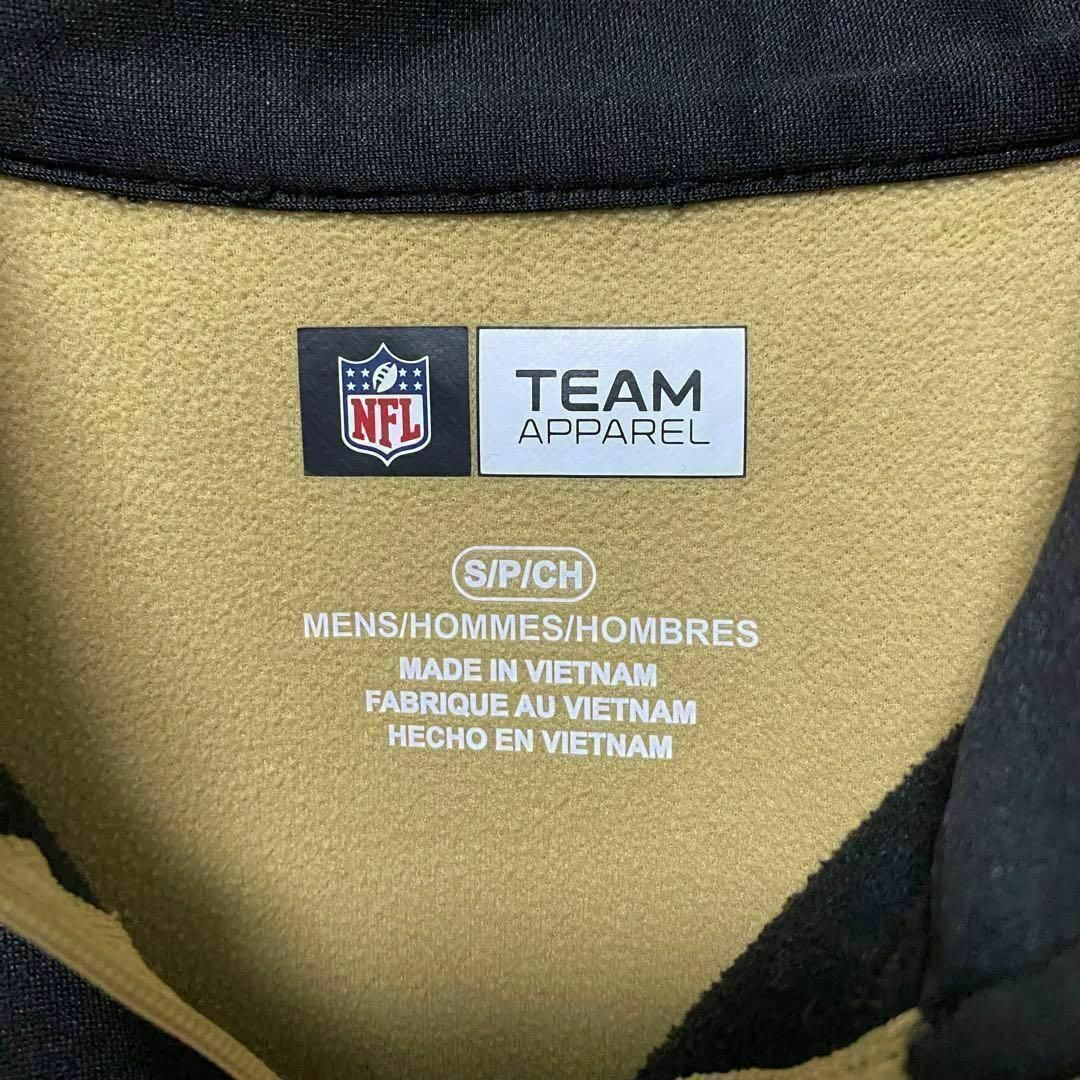 NFL
TEAM
APPAREL
S/P/CH
MENS/HOMMES/HOMBRES
MADE IN VIETNAM
FABRIQUE AU VIETNAM
HECHO EN VIETNAM